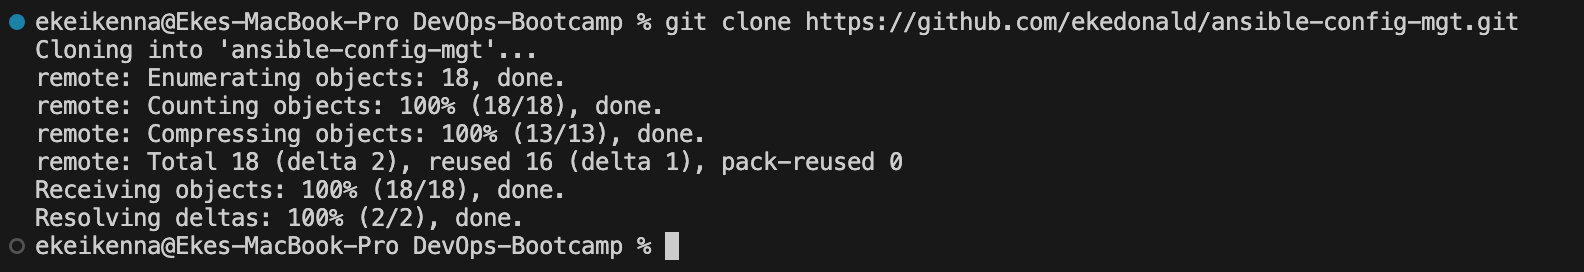 ekeikenna@Ekes-MacBook-Pro DevOps-Bootcamp % git clone https://github.com/ekedonald/ansible-config-mgt.git
Cloning into 'ansible-config-mgt'...
remote: Enumerating objects: 18, done.
remote: Counting objects: 100% (18/18), done.
remote: Compressing objects: 100% (13/13), done.
remote: Total 18 (delta 2), reused 16 (delta 1), pack-reused 0
Receiving objects: 100% (18/18), done.
Resolving deltas: 100% (2/2), done.
ekeikenna@Ekes-MacBook-Pro DevOps-Bootcamp %